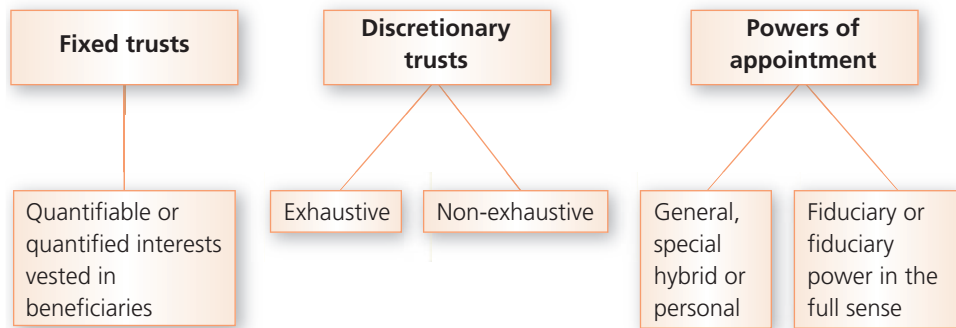 Fixed trusts
Discretionary
trusts
Powers of
appointment
Quantifiable or
quantified interests
vested in
beneficiaries
Exhaustive
Non-exhaustive
General,
special
hybrid or
personal
Fiduciary or
fiduciary
power in the
full sense